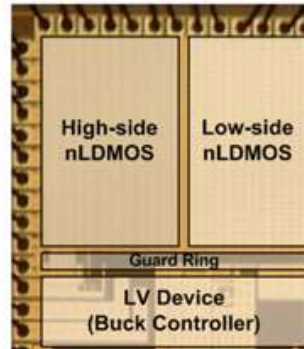 High-side
nLDMOS
Low-side
nLDMOS
Guard Ring
LV Device
(Buck Controller)